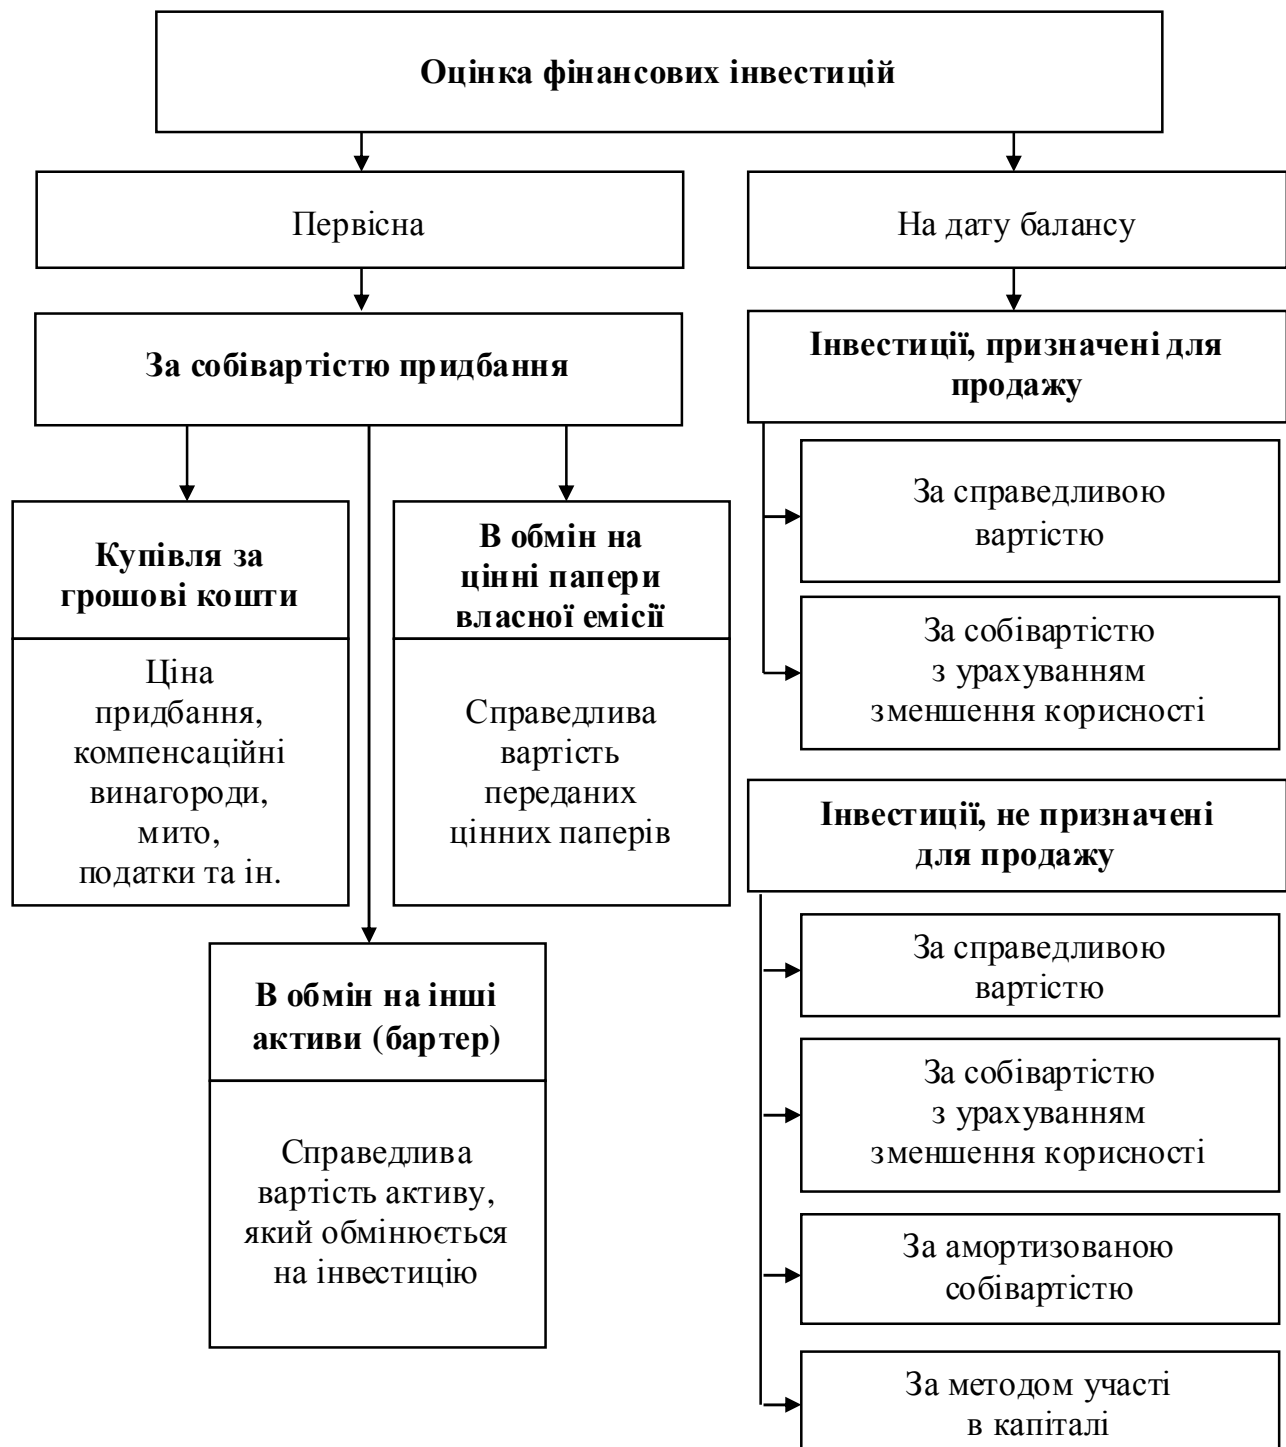 Оцінка фінансових інвестицій
Первісна
За собівартістю придбання
Купівля за
грошові кошти
Ціна
придбання,
компенсаційні
винагороди,
мито,
податки та ін.
В обмін на
цінні папери
власної емісії
Справедлива
вартість
переданих
цінних паперів
В обмін на інші
активи (бартер)
Справедлива
вартість активу,
який обмінюється
на інвестицію
На дату балансу
Інвестиції, призначені для
продажу
За справедливою
вартістю
За собівартістю
з урахуванням
зменшення корисності
Інвестиції, не призначені
для продажу
За справедливою
вартістю
За собівартістю
з урахуванням
зменшення корисності
За амортизованою
собівартістю
За методом участі
в капіталі